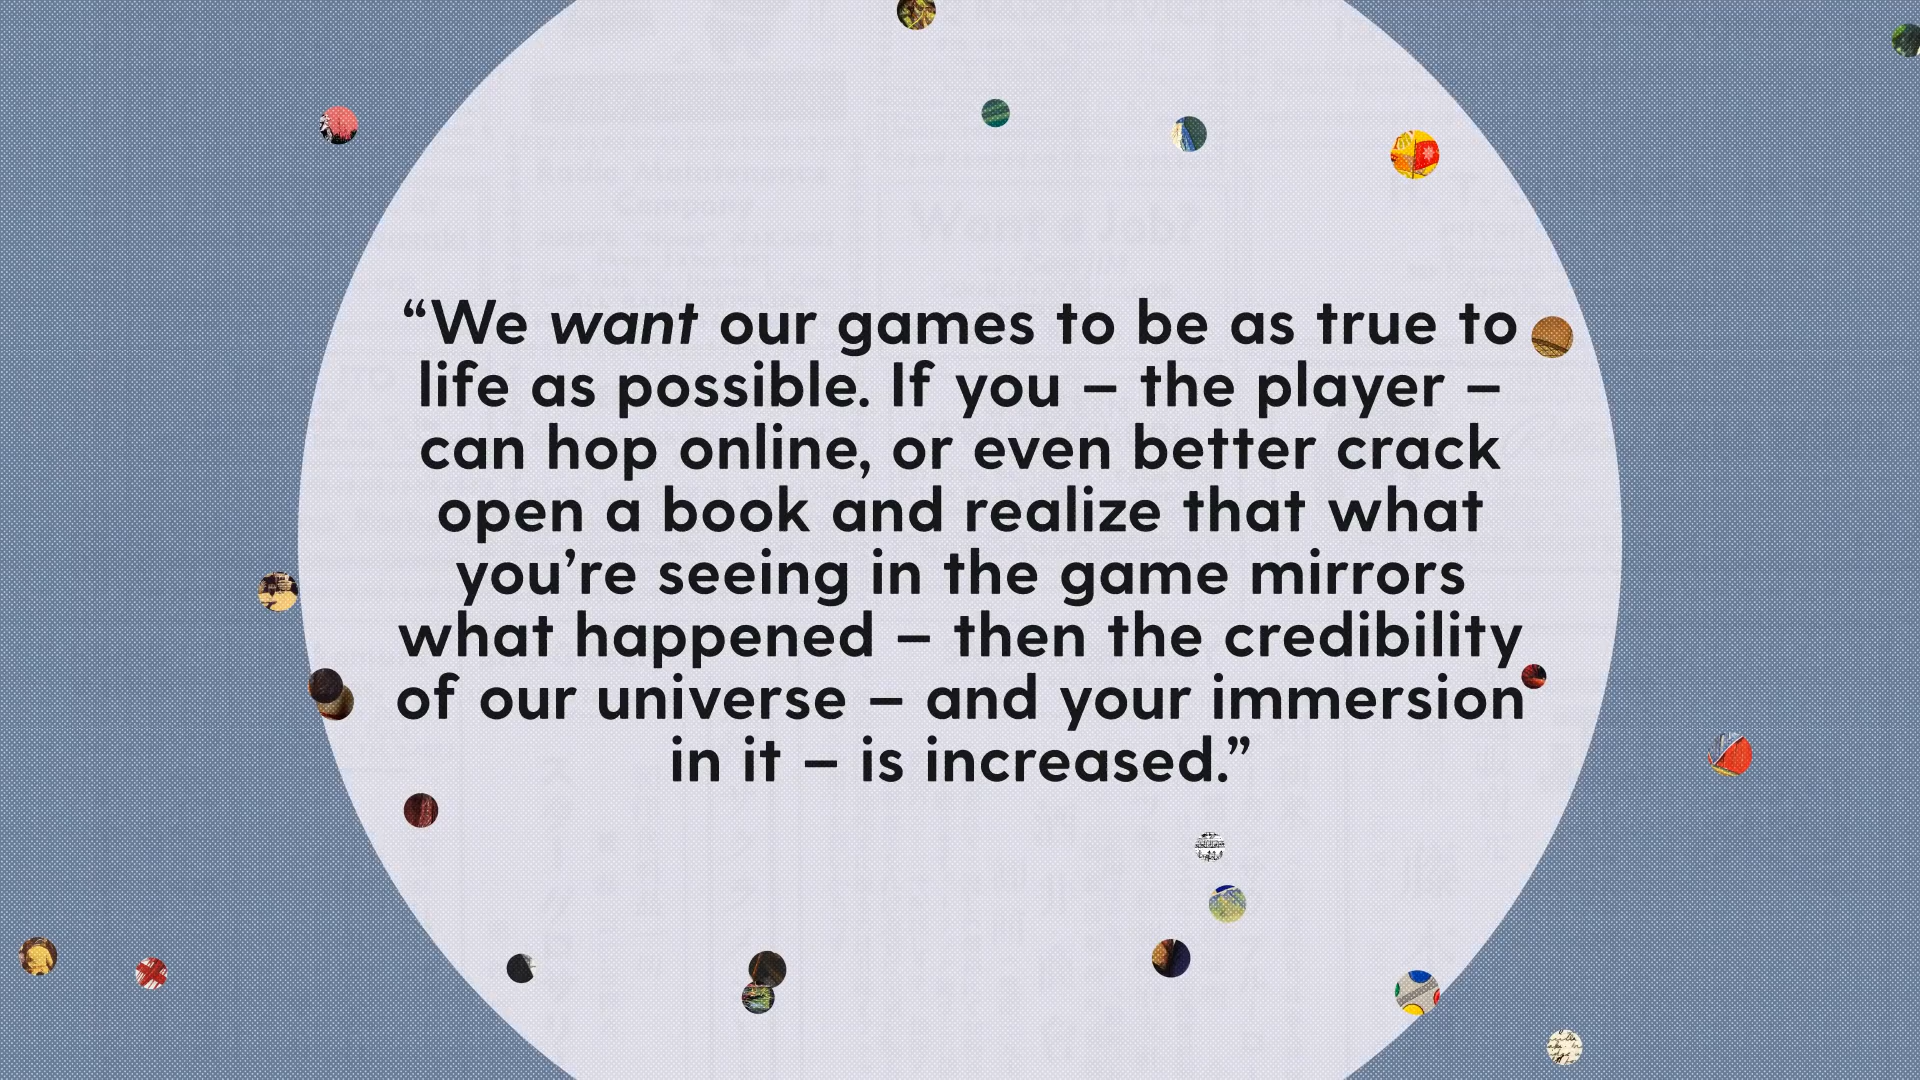 Want a Job?
“We want our games to be as true to
life as possible. If you – the player –
can hop online, or even better crack
open a book and realize that what
you’re seeing in the game mirrors
what happened – then the credibility
of our universe – and your immersion
in it – is increased.”